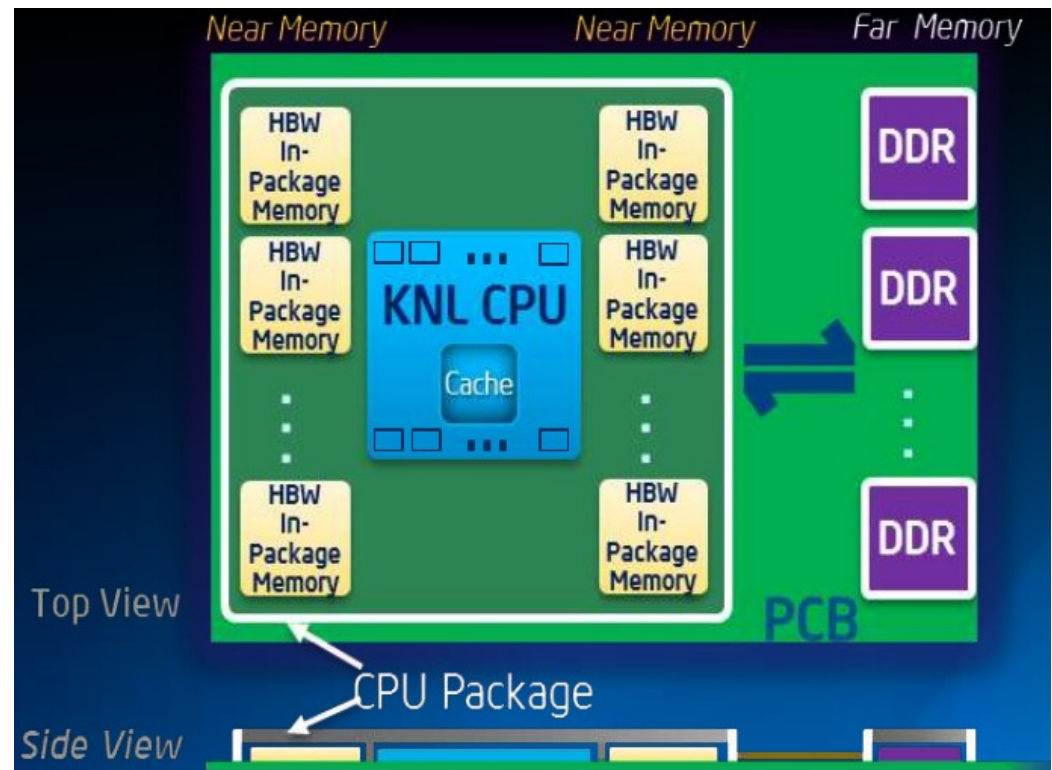 Near Memory
Near Memory
Far Memory
HBW
In-
Package
Memory
HBW
In-
Package
Memory
DDR
HBW
In-
Package
Memory
HBW
In-
Package
Memory
DDR
KNL CPU
Cache
HBW
In-
Package
Memory
HBW
In-
Package
Memory
DDR
Top View
PCB
CPU Package
Side View